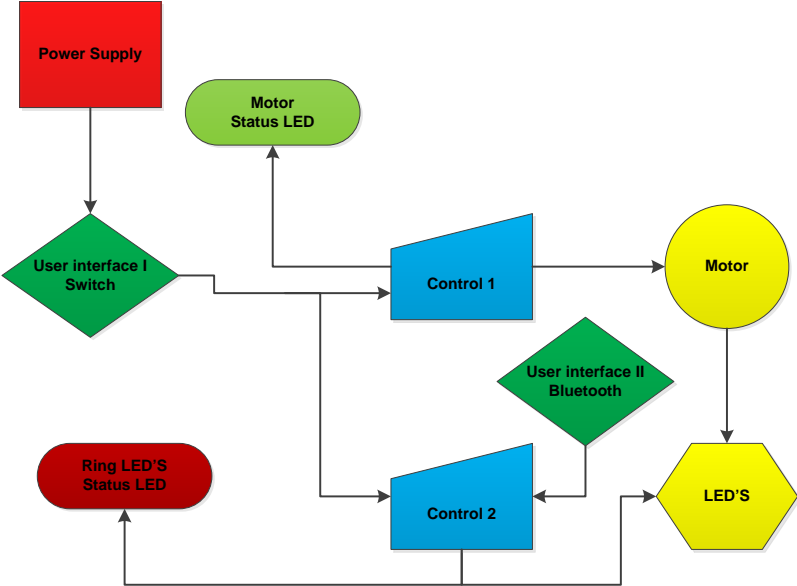 Power Supply
Motor
Status LED
User interface I
Switch
Control 1
Motor
User interface II
Bluetooth
Ring LED'S
Status LED
Control 2
LED'S